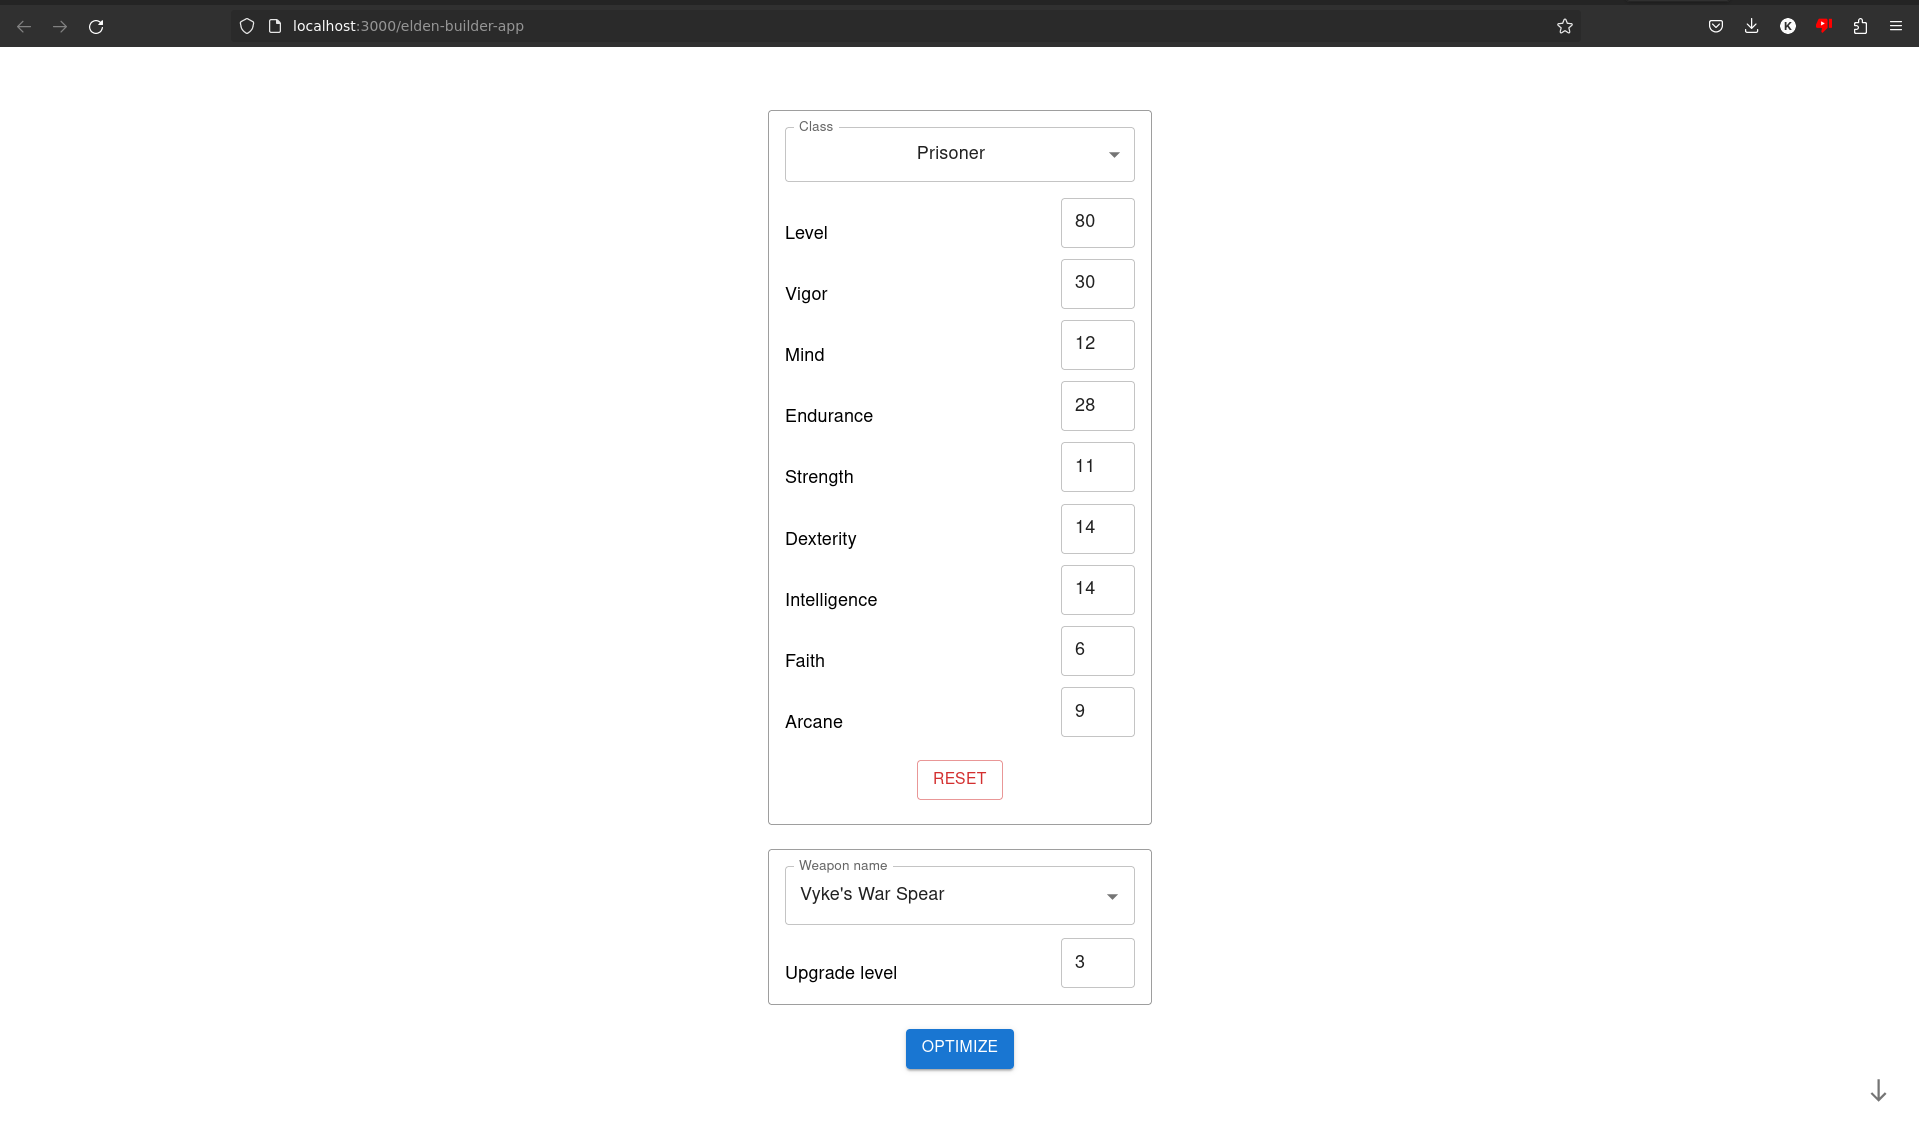 localhost:3000/elden-builder-app
K
Class
Prisoner
Level 80
Vigor 30
Mind 12
Endurance 28
Strength 11
Dexterity 14
Intelligence 14
Faith 6
Arcane 9
RESET
Weapon name
Vyke's War Spear
Upgrade level 3
OPTIMIZE